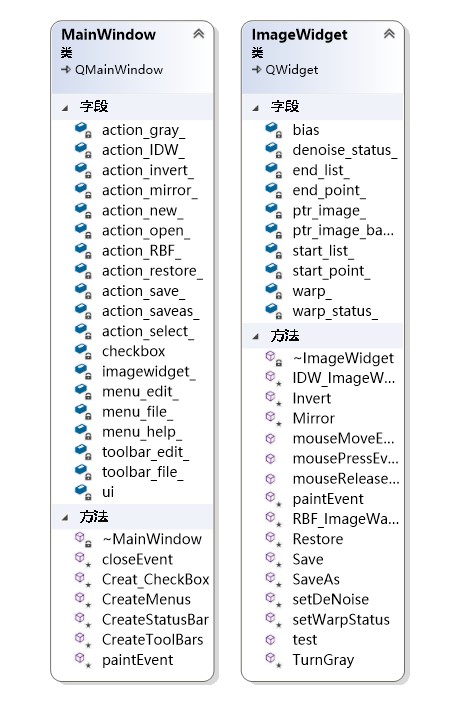 MainWindow
类
QMainWindow
字段
action_gray_
action_IDW_
action_invert_
action_mirror_
action_new_
action_open_
action_RBF_
action_restore_
action_save_
action_saveas_
action_select_
checkbox
imagewidget_
menu_edit_
menu_file_
menu_help_
toolbar_edit_
toolbar_file_
ui
方法
~MainWindow
closeEvent
Creat_CheckBox
CreateMenus
CreateStatusBar
CreateToolBars
paintEvent
ImageWidget
类
QWidget
字段
bias
denoise_status_
end_list_
end_point_
ptr_image_
ptr_image_ba...
start_list_
start_point_
warp_
warp_status_
方法
~ImageWidget
IDW_ImageW...
Invert
Mirror
mouseMoveE...
mousePressEv...
mouseRelease...
paintEvent
RBF_ImageWa...
Restore
Save
SaveAs
setDeNoise
setWarpStatus
test
TurnGray